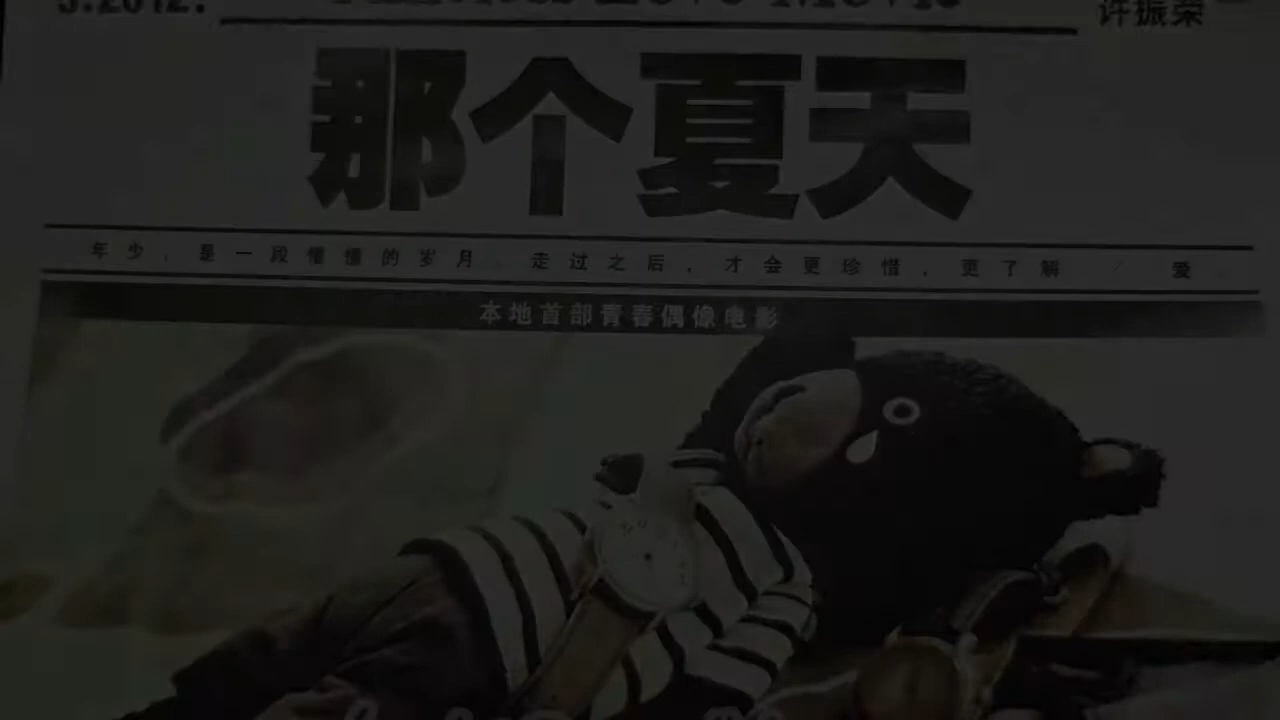 许振荣
那个夏天
年少，是一段懵懂的岁月 走过之后，才会更珍惜，更了解 / 爱
本地首部青春偶像电影